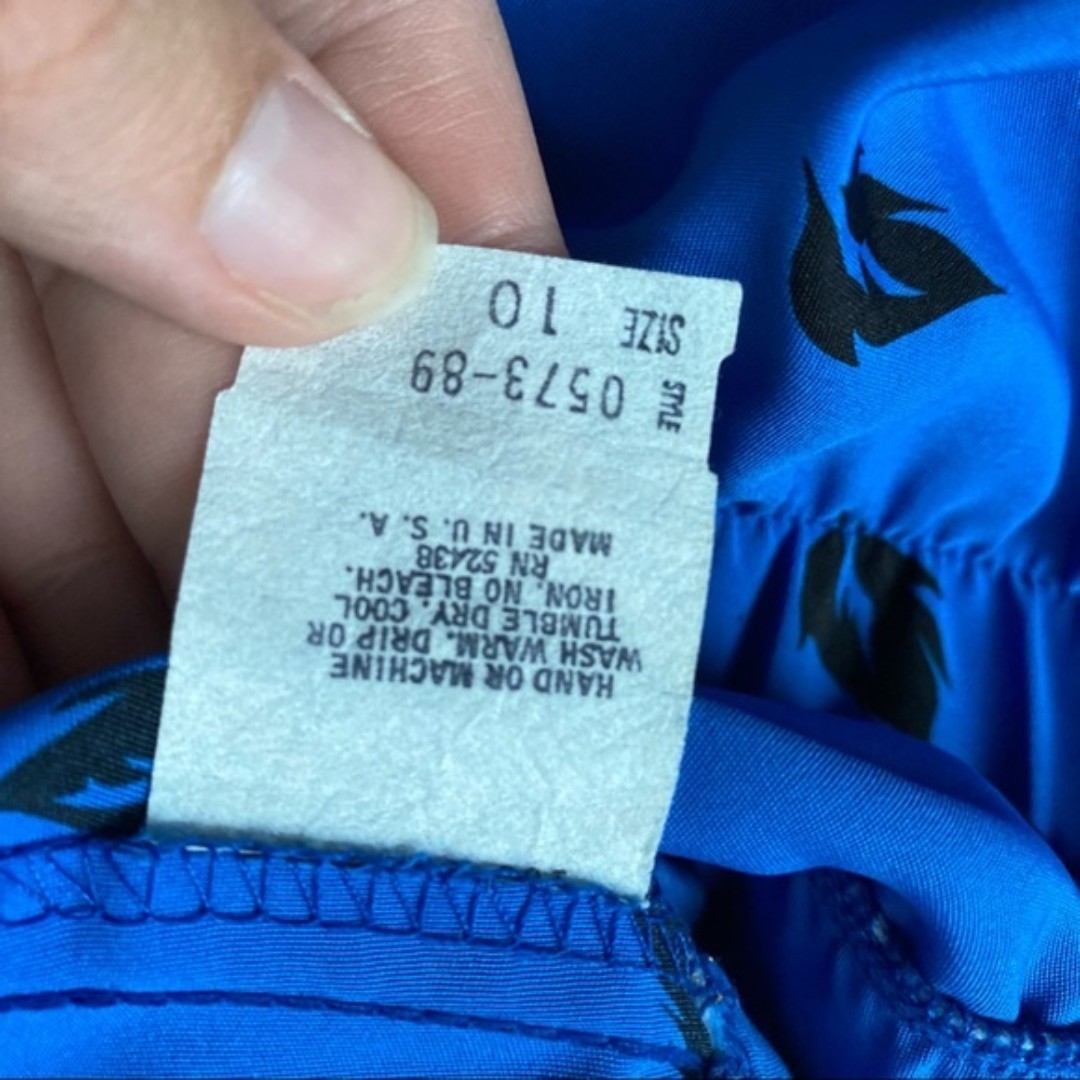 HAND OR MACHINE
WASH WARM. DRIP OR
TUMBLE DRY. COOL
IRON. NO BLEACH.
RN 52438
MADE IN U. S. A.
STYLE 0573-89
SIZE 10